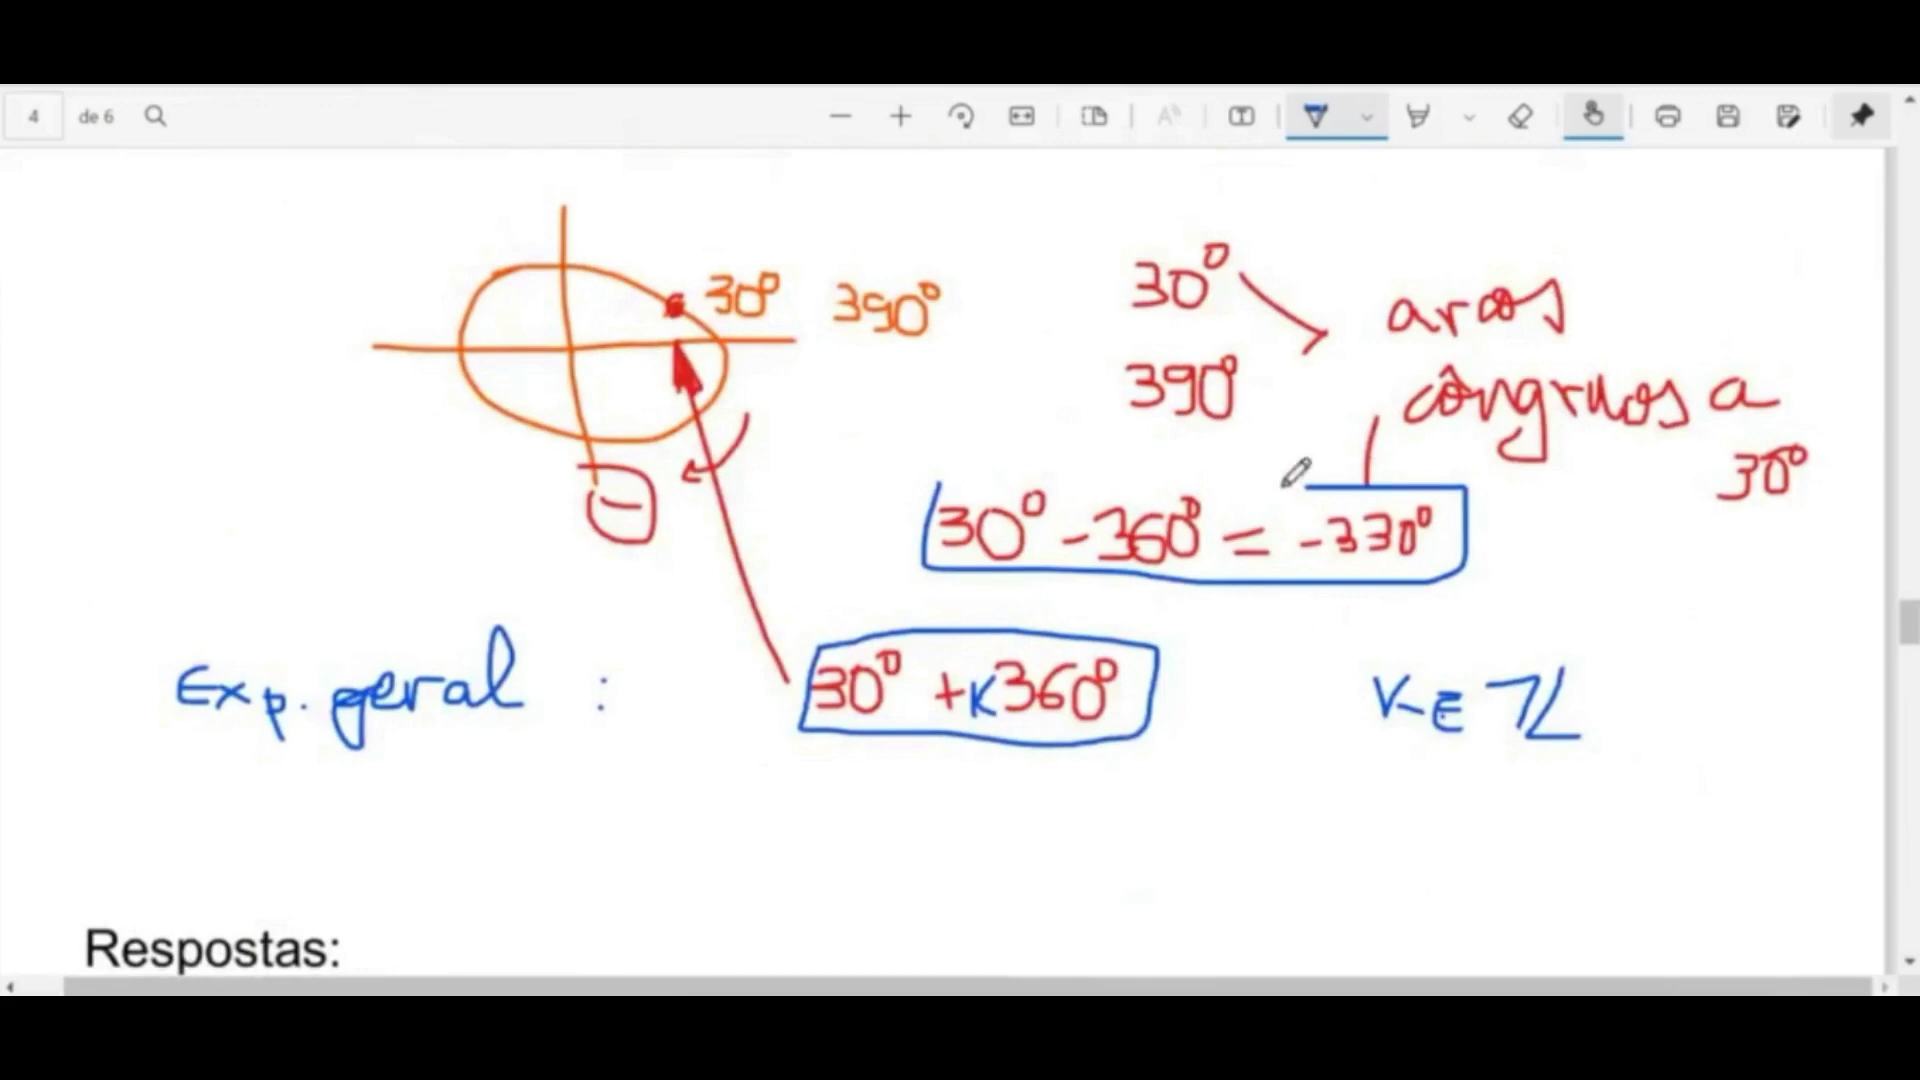 4 de 6
30° 390°
30°
arcos
390°
côngruos a
30°
30° - 360° = -330°
Exp. geral : 30° + K360° K ∈ ℤ
Respostas: